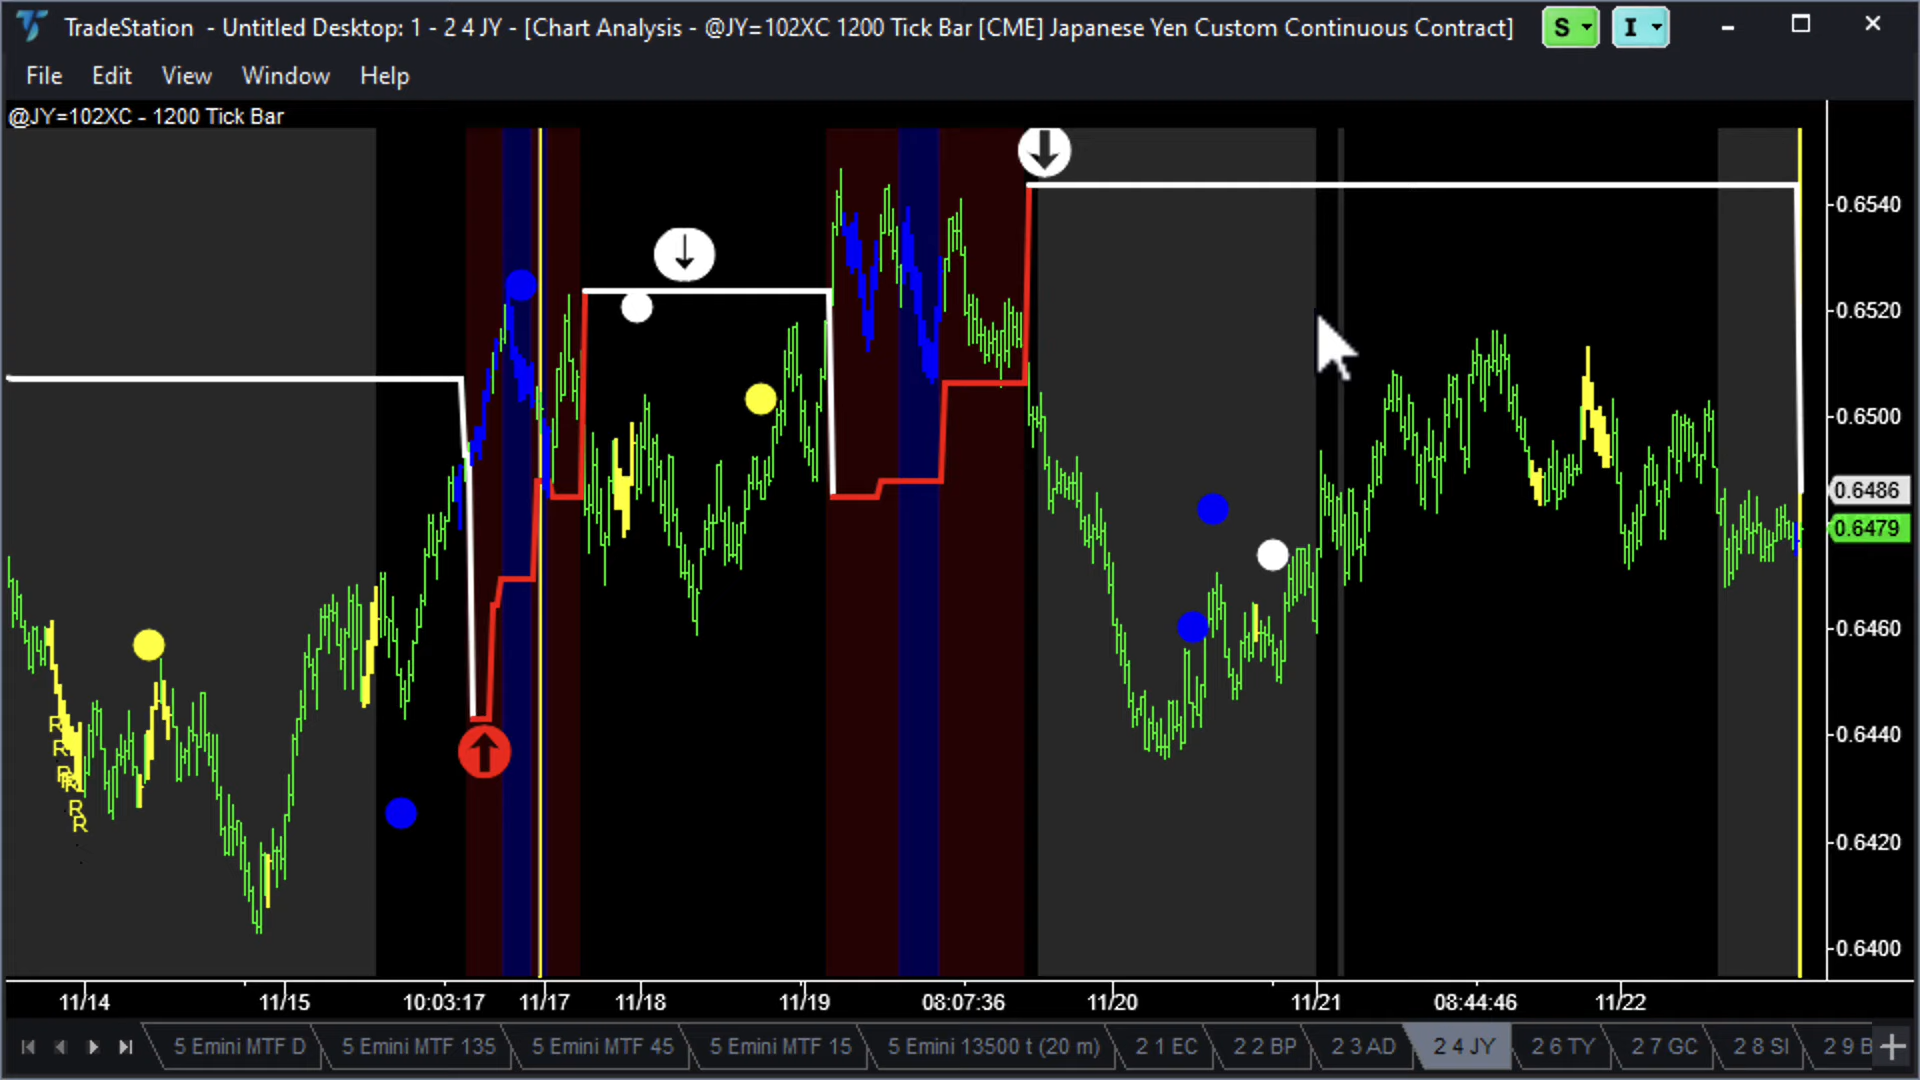 TradeStation - Untitled Desktop: 1 - 2 4 JY - [Chart Analysis - @JY=102XC 1200 Tick Bar [CME] Japanese Yen Custom Continuous Contract]
S I
File Edit View Window Help
@JY=102XC - 1200 Tick Bar
0.6540
0.6520
0.6500
0.6486
0.6479
0.6460
0.6440
0.6420
0.6400
R
R
R
R
R
R
11/14 11/15 10:03:17 11/17 11/18 11/19 08:07:36 11/20 11/21 08:44:46 11/22
5 Emini MTF D 5 Emini MTF 135 5 Emini MTF 45 5 Emini MTF 15 5 Emini 13500 t (20 m) 2 1 EC 2 2 BP 2 3 AD 2 4 JY 2 6 TY 2 7 GC 2 8 SI 2 9 B